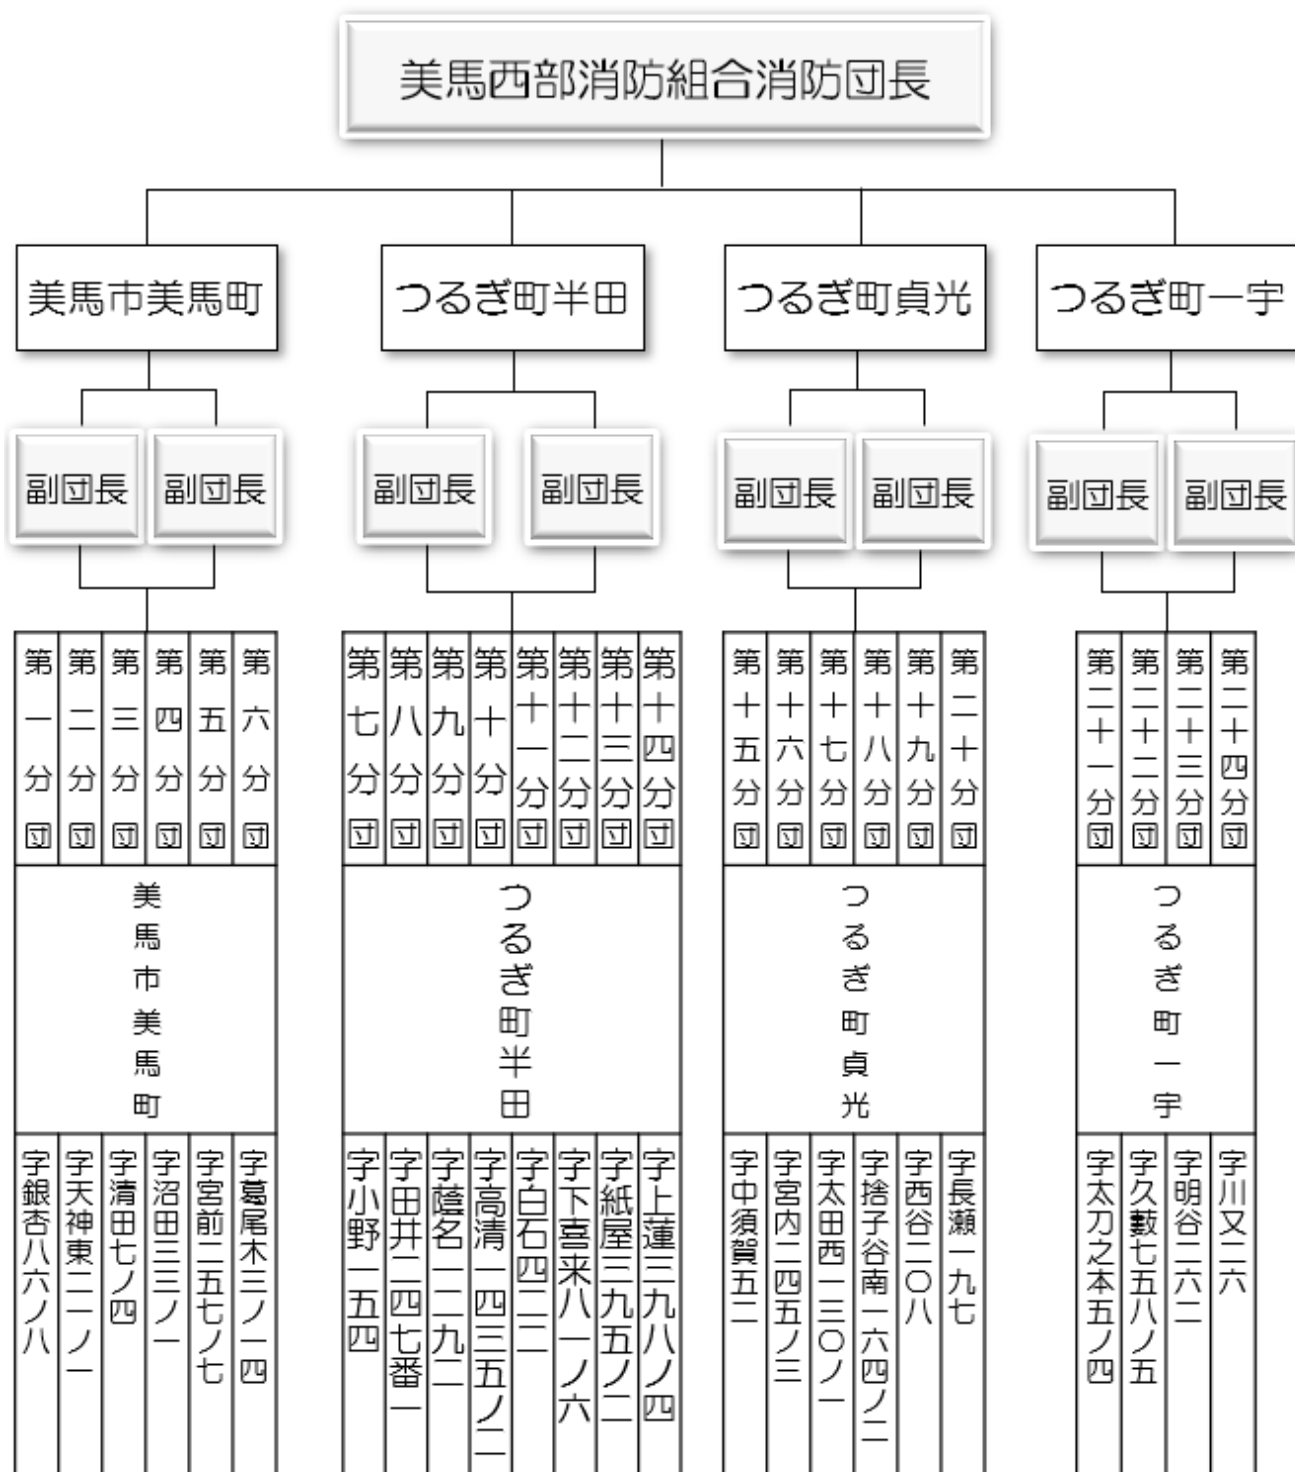 美馬西部消防組合消防団長
美馬市美馬町
つるぎ町半田
つるぎ町貞光
つるぎ町一宇
副団長
副団長
副団長
副団長
副団長
副団長
副団長
副団長
第一分団
第二分団
第三分団
第四分団
第五分団
第六分団
美馬市美馬町
字銀杏八六ノ八
字天神東二一ノ一
字清田七ノ四
字沼田三三ノ一
字宮前二五七ノ七
字葛尾木三ノ一四
第七分団
第八分団
第九分団
第十分団
第十一分団
第十二分団
第十三分団
第十四分団
つるぎ町半田
字小野一五四
字田井二四七番一
字蔭名一二九二
字高清一四三五ノ二
字白石四二二
字下喜来八一ノ六
字紙屋三九五ノ二
字上蓮三九八ノ四
第十五分団
第十六分団
第十七分団
第十八分団
第十九分団
第二十分団
つるぎ町貞光
字中須賀五二
字宮内二四五ノ三
字太田西一三〇ノ一
字捨子谷南一六四ノ二
字西谷二〇八
字長瀬一九七
第二十一分団
第二十二分団
第二十三分団
第二十四分団
つるぎ町一宇
字太刀之本五ノ四
字久藪七五八ノ五
字明谷二六二
字川又二六